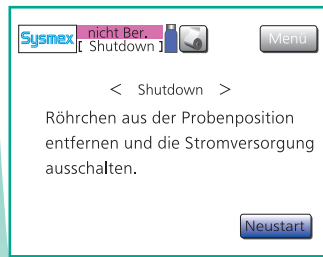 Sysmex
nicht Ber.
[ Shutdown ]
Menü
< Shutdown >
Röhrchen aus der Probenposition
entfernen und die Stromversorgung
ausschalten.
Neustart